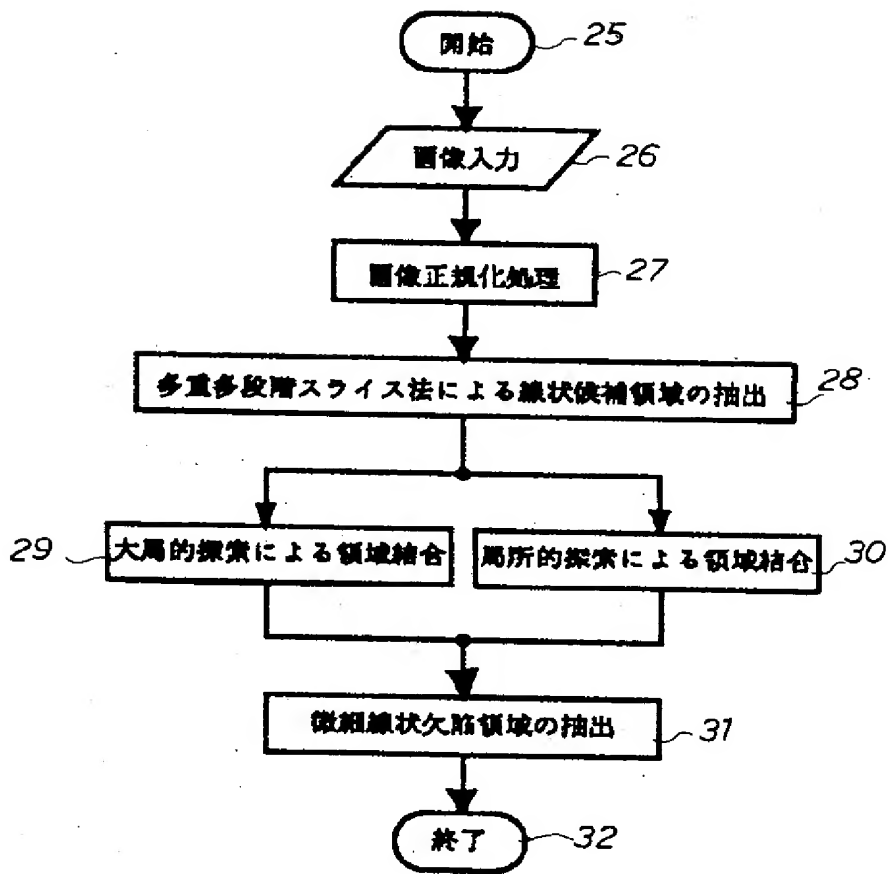 開始
25
画像入力
26
画像正規化処理
27
多重多段階スライス法による線状候補領域の抽出
28
29
大局的探索による領域結合
局所的探索による領域結合
30
微細線状欠陥領域の抽出
31
終了
32